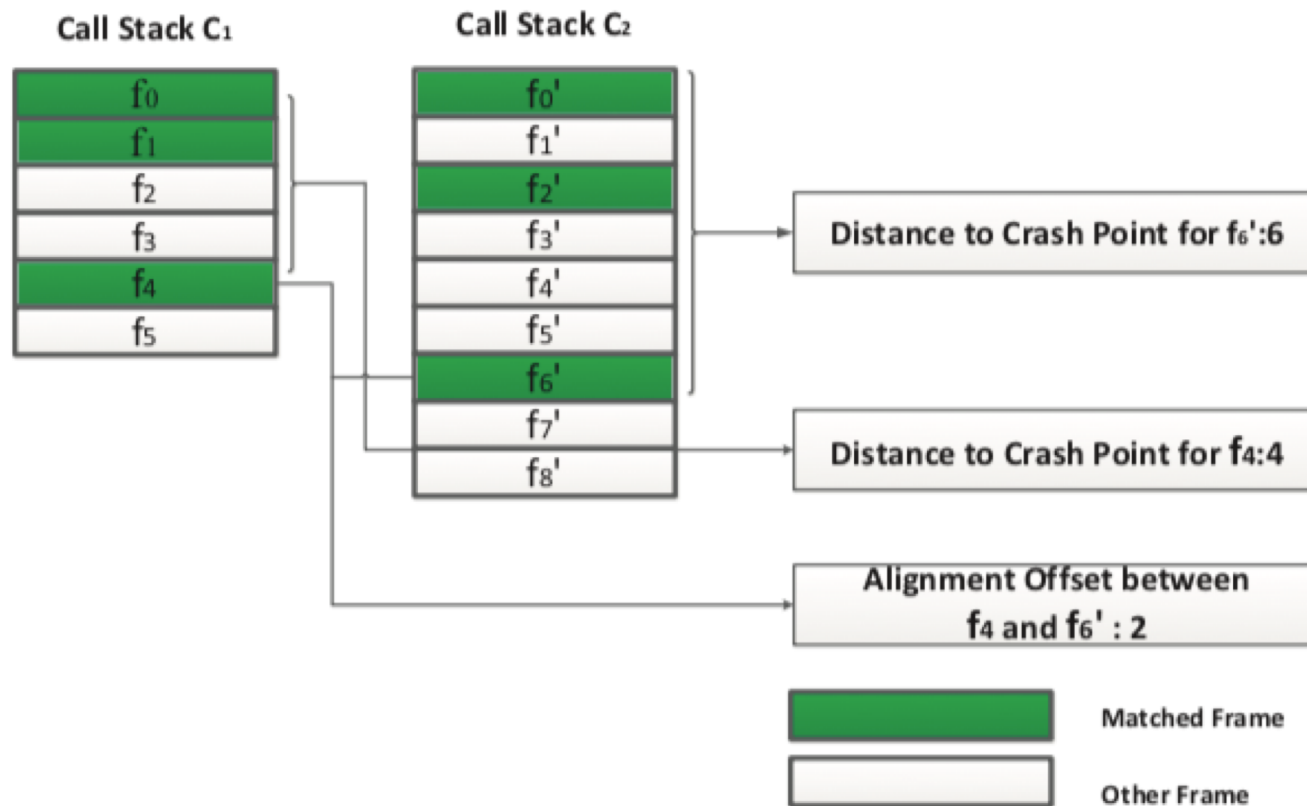 Call Stack C₁
f₀
f₁
f₂
f₃
f₄
f₅
Call Stack C₂
f₀'
f₁'
f₂'
f₃'
f₄'
f₅'
f₆'
f₇'
f₈'
Distance to Crash Point for f₆':6
Distance to Crash Point for f₄:4
Alignment Offset between
f₄ and f₆' : 2
Matched Frame
Other Frame